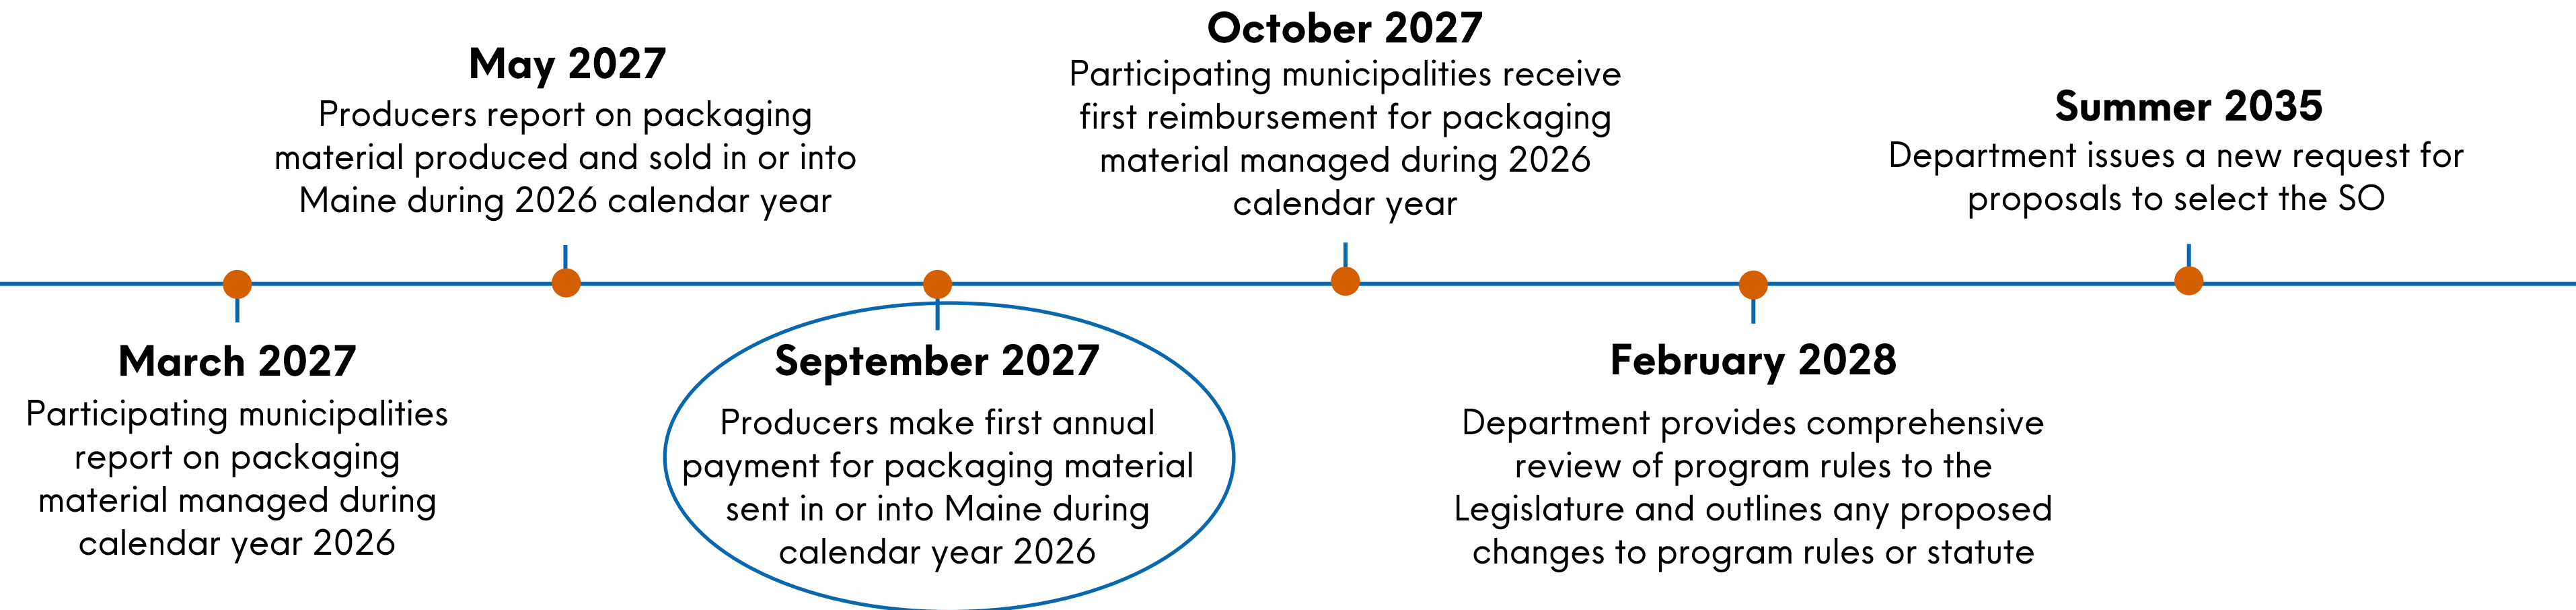 March 2027
Participating municipalities
report on packaging
material managed during
calendar year 2026
May 2027
Producers report on packaging
material produced and sold in or into
Maine during 2026 calendar year
September 2027
Producers make first annual
payment for packaging material
sent in or into Maine during
calendar year 2026
October 2027
Participating municipalities receive
first reimbursement for packaging
material managed during 2026
calendar year
February 2028
Department provides comprehensive
review of program rules to the
Legislature and outlines any proposed
changes to program rules or statute
Summer 2035
Department issues a new request for
proposals to select the SO